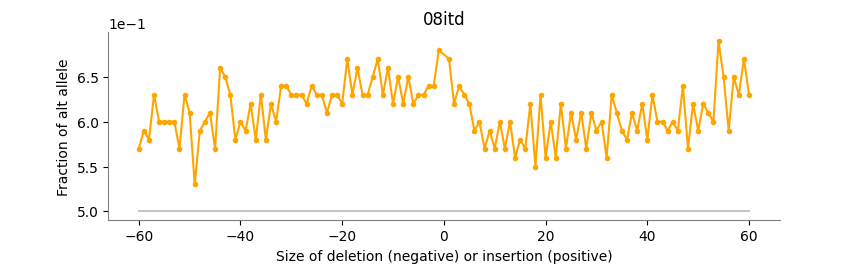 08itd
1e−1
Fraction of alt allele
6.5
6.0
5.5
5.0
−60
−40
−20
0
20
40
60
Size of deletion (negative) or insertion (positive)